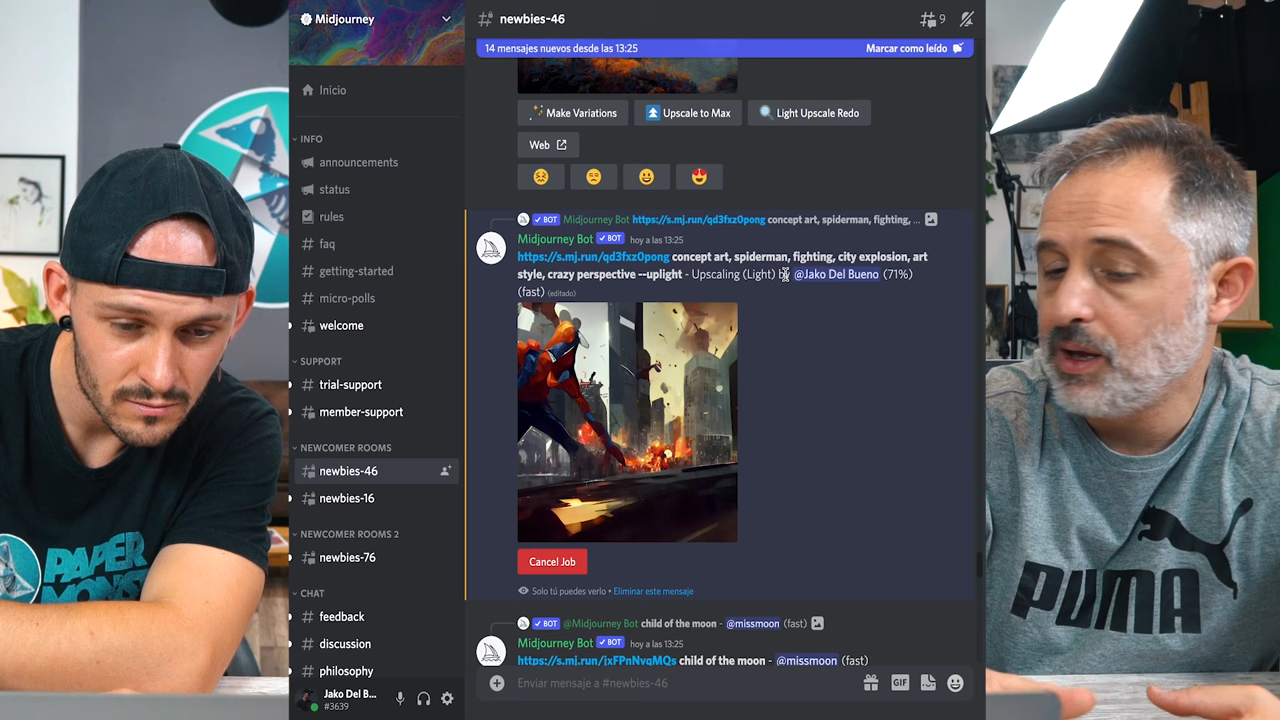 Midjourney
Inicio
INFO
announcements
status
rules
faq
getting-started
micro-polls
welcome
SUPPORT
trial-support
member-support
NEWCOMER ROOMS
newbies-46
newbies-16
NEWCOMER ROOMS 2
newbies-76
CHAT
feedback
discussion
philosophy
Jako Del B...
#3639
newbies-46
9
14 mensajes nuevos desde las 13:25
Marcar como leído
Make Variations
Upscale to Max
Light Upscale Redo
Web
BOT Midjourney Bot https://s.mj.run/qd3fxz0pong concept art, spiderman, fighting, ...
Midjourney Bot BOT hoy a las 13:25
https://s.mj.run/qd3fxz0pong concept art, spiderman, fighting, city explosion, art
style, crazy perspective --uplight - Upscaling (Light) by @Jako Del Bueno (71%)
(fast) (editado)
Cancel Job
Solo tú puedes verlo • Eliminar este mensaje
BOT @Midjourney Bot child of the moon - @missmoon (fast)
Midjourney Bot BOT hoy a las 13:25
https://s.mj.run/jxFPnNvqMQs child of the moon - @missmoon (fast)
Enviar mensaje a #newbies-46
GIF
PAPER
PUMA